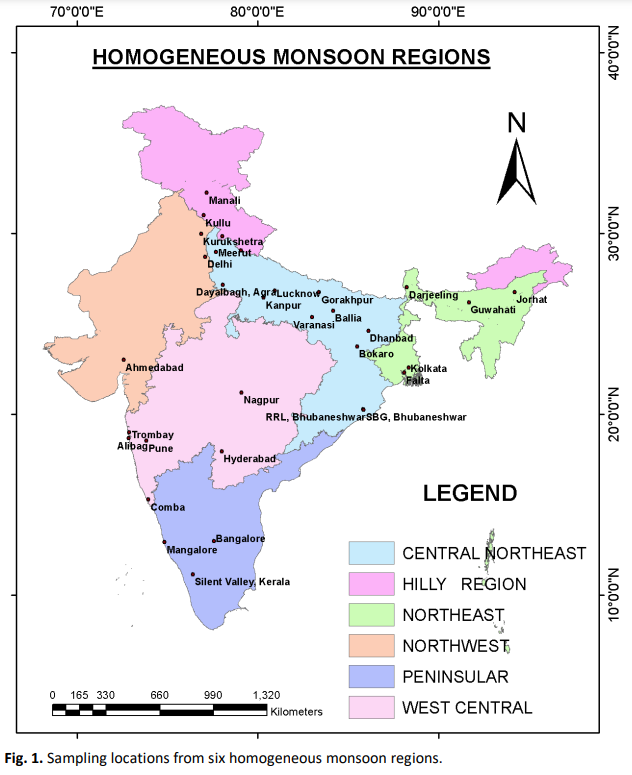 70°0'0"E 80°0'0"E 90°0'0"E
HOMOGENEOUS MONSOON REGIONS
40°0'0"N
N
Manali
Kullu
30°0'0"N
Kurukshetra
Meerut
Delhi
Dayalbagh, Agra
Lucknow
Kanpur
Gorakhpur
Ballia
Varanasi
Darjeeling
Jorhat
Guwahati
Dhanbad
Bokaro
Kolkata
Falta
Ahmedabad
Nagpur
20°0'0"N
RRL, Bhubaneshwar
SBG, Bhubaneshwar
Trombay
Alibag
Pune
Hyderabad
Comba
Bangalore
Mangalore
Silent Valley, Kerala
10°0'0"N
LEGEND
CENTRAL NORTHEAST
HILLY REGION
NORTHEAST
NORTHWEST
PENINSULAR
WEST CENTRAL
0 165 330 660 990 1,320
Kilometers
Fig. 1. Sampling locations from six homogeneous monsoon regions.